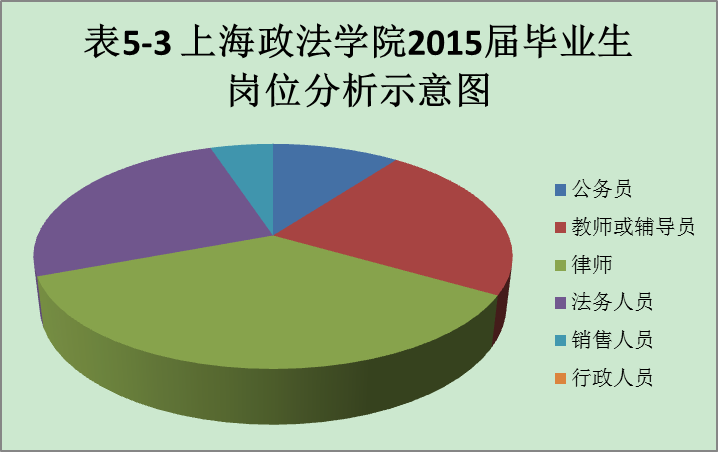 表5-3 上海政法学院2015届毕业生
岗位分析示意图
公务员
教师或辅导员
律师
法务人员
销售人员
行政人员